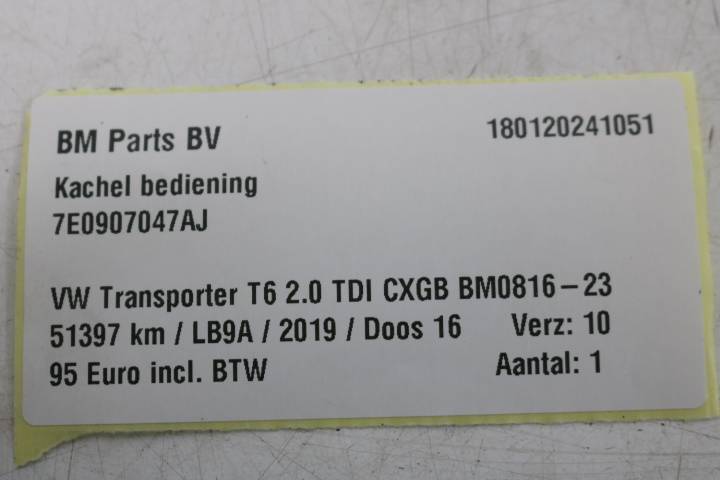 BM Parts BV 180120241051
Kachel bediening
7E0907047AJ
VW Transporter T6 2.0 TDI CXGB BM0816-23
51397 km / LB9A / 2019 / Doos 16 Verz: 10
95 Euro incl. BTW Aantal: 1